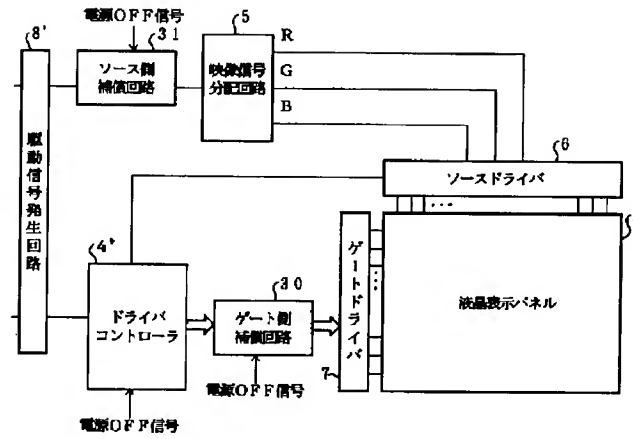 電源OFF信号
8'
31
5
R
ソース側
補償回路
映像信号
分配回路
G
B
駆動信号発生回路
6
ソースドライバ
4'
30
ゲートドライバ
ドライバ
コントローラ
ゲート側
補償回路
液晶表示パネル
7
電源OFF信号
電源OFF信号